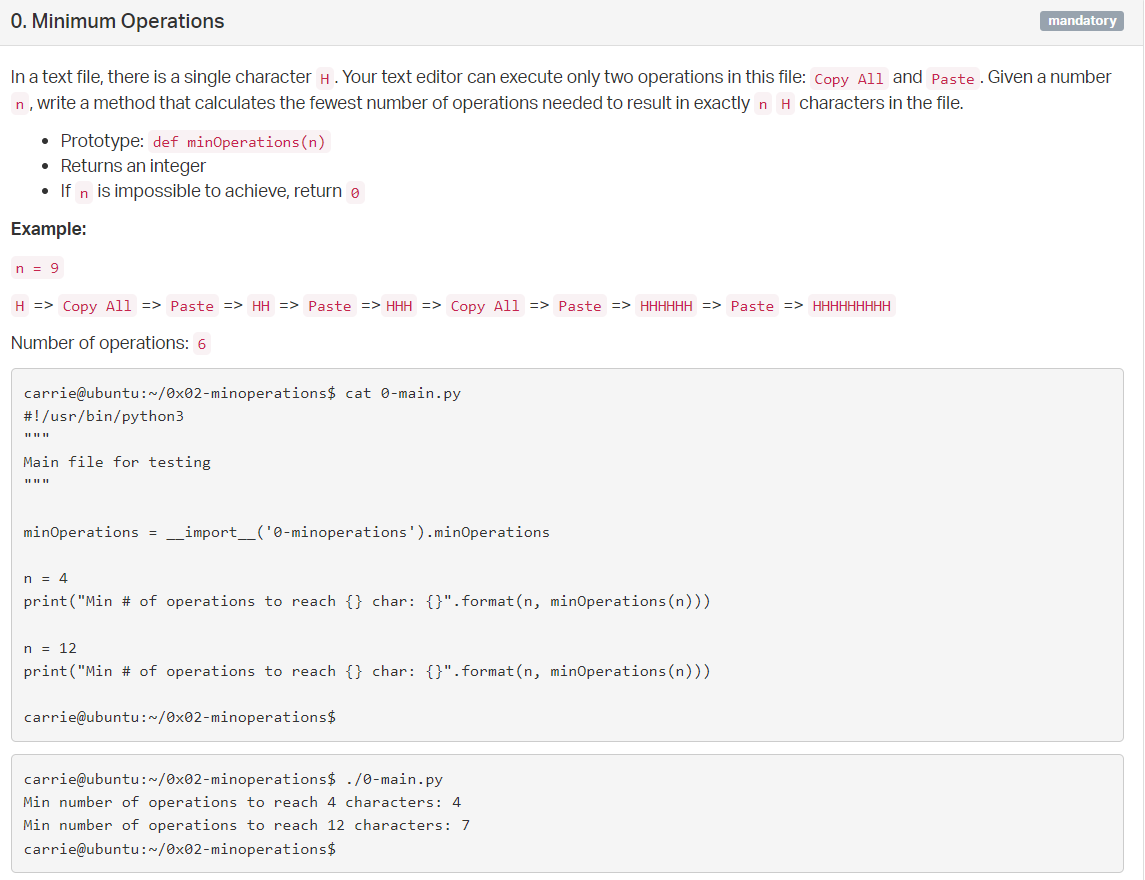 0. Minimum Operations
mandatory
In a text file, there is a single character H. Your text editor can execute only two operations in this file: Copy All and Paste. Given a number
n, write a method that calculates the fewest number of operations needed to result in exactly n H characters in the file.
• Prototype: def minOperations(n)
• Returns an integer
• If n is impossible to achieve, return 0
Example:
n = 9
H => Copy All => Paste => HH => Paste =>HHH => Copy All => Paste => HHHHHH => Paste => HHHHHHHHH
Number of operations: 6
carrie@ubuntu:~/0x02-minoperations$ cat 0-main.py
#!/usr/bin/python3
"""
Main file for testing
"""
minOperations = __import__('0-minoperations').minOperations
n = 4
print("Min # of operations to reach {} char: {}".format(n, minOperations(n)))
n = 12
print("Min # of operations to reach {} char: {}".format(n, minOperations(n)))
carrie@ubuntu:~/0x02-minoperations$
carrie@ubuntu:~/0x02-minoperations$ ./0-main.py
Min number of operations to reach 4 characters: 4
Min number of operations to reach 12 characters: 7
carrie@ubuntu:~/0x02-minoperations$